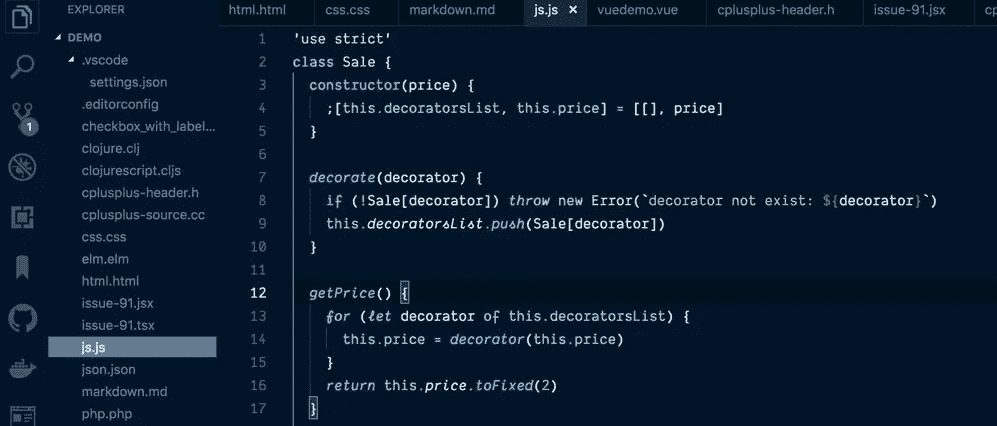 EXPLORER
html.html
css.css
markdown.md
js.js ×
vuedemo.vue
cplusplus-header.h
issue-91.jsx
cp
DEMO
.vscode
settings.json
.editorconfig
checkbox_with_label...
clojure.clj
clojurescript.cljs
cplusplus-header.h
cplusplus-source.cc
css.css
elm.elm
html.html
issue-91.jsx
issue-91.tsx
js.js
json.json
markdown.md
php.php
1
1 'use strict'
2 class Sale {
3 constructor(price) {
4 ;[this.decoratorsList, this.price] = [[], price]
5 }
6
7 decorate(decorator) {
8 if (!Sale[decorator]) throw new Error(`decorator not exist: ${decorator}`)
9 this.decoratorsList.push(Sale[decorator])
10 }
11
12 getPrice() {
13 for (let decorator of this.decoratorsList) {
14 this.price = decorator(this.price)
15 }
16 return this.price.toFixed(2)
17 }